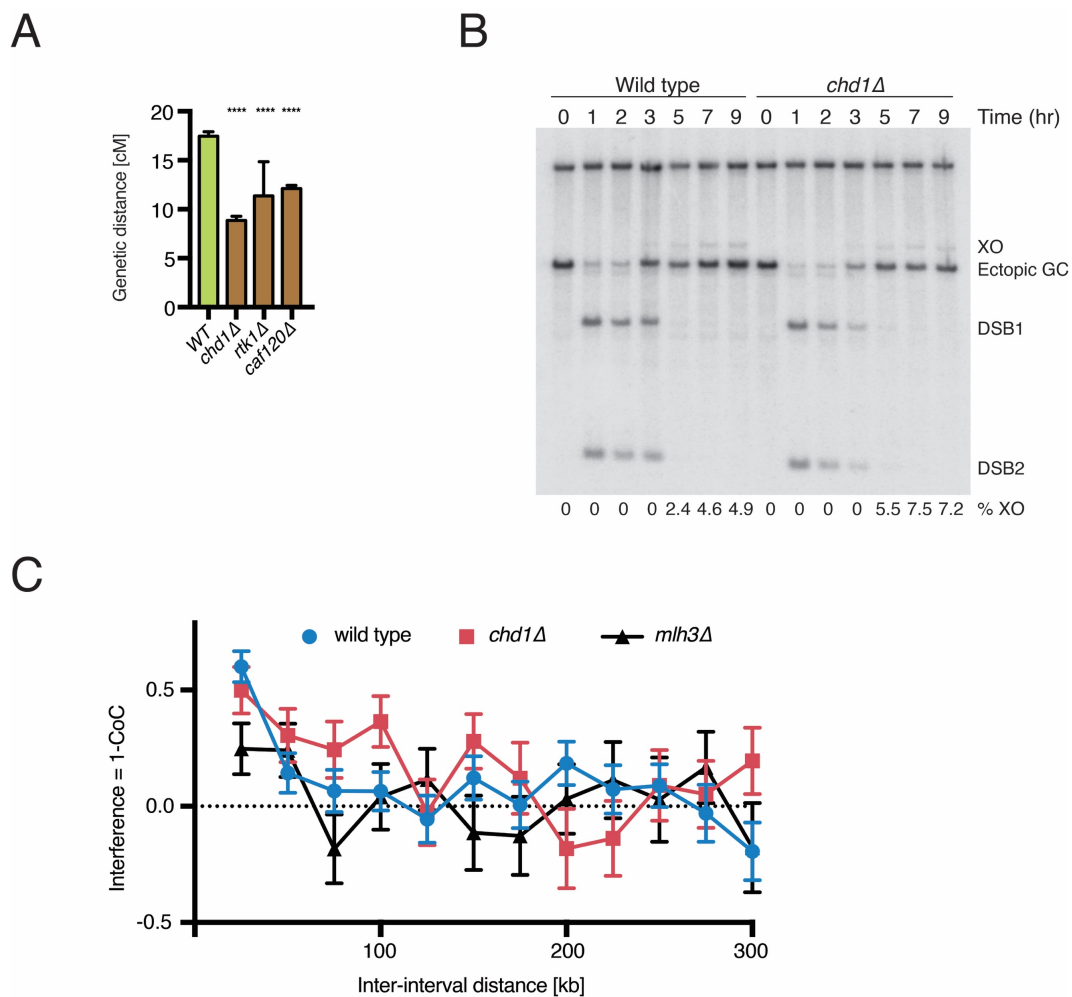 A
B
20
15
10
5
0
Genetic distance [cM]
**** **** ****
WT
chd1Δ
rtk1Δ
caf120Δ
Wild type chd1Δ
0 1 2 3 5 7 9 0 1 2 3 5 7 9 Time (hr)
XO
Ectopic GC
DSB1
DSB2
0 0 0 0 2.4 4.6 4.9 0 0 0 0 5.5 7.5 7.2 % XO
C
wild type chd1Δ mlh3Δ
Interference = 1-CoC
0.5
0.0
-0.5
100 200 300
Inter-interval distance [kb]